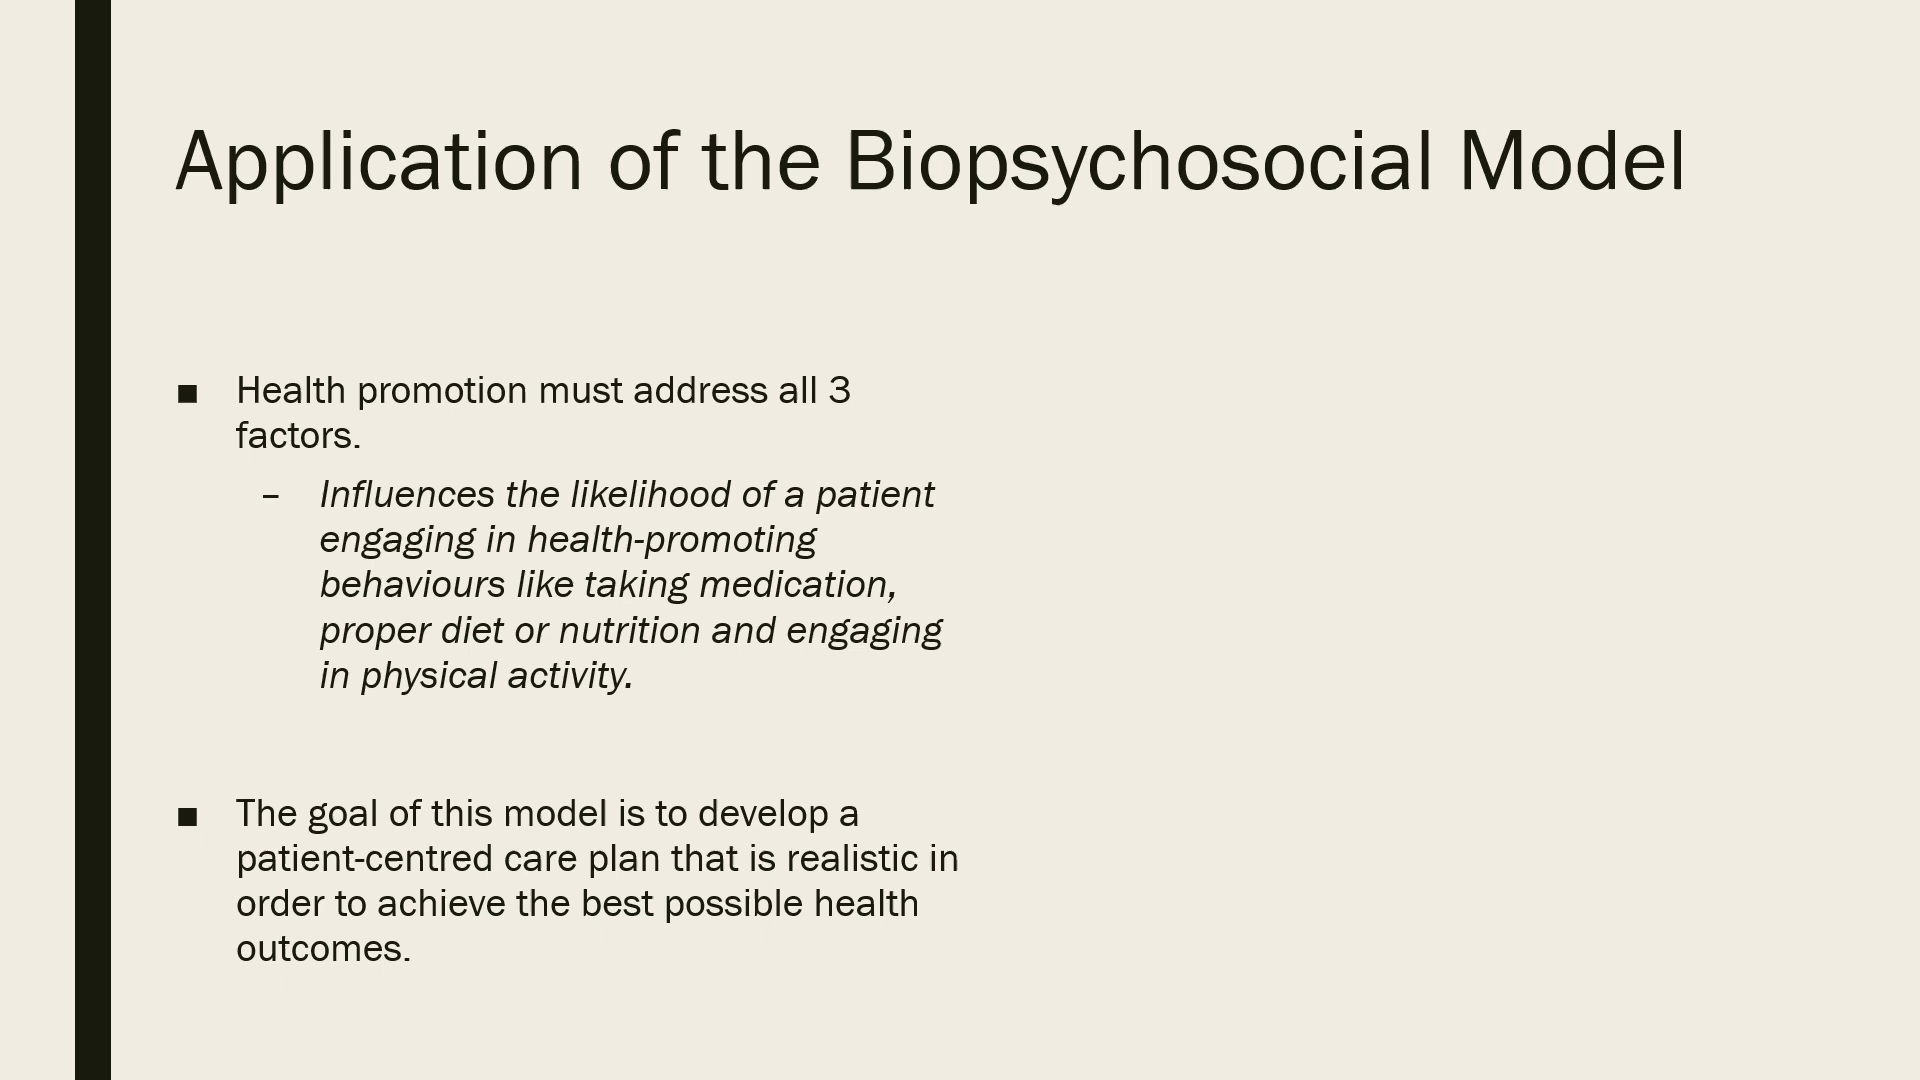 Application of the Biopsychosocial Model
■ Health promotion must address all 3
factors.
– Influences the likelihood of a patient
engaging in health-promoting
behaviours like taking medication,
proper diet or nutrition and engaging
in physical activity.
■ The goal of this model is to develop a
patient-centred care plan that is realistic in
order to achieve the best possible health
outcomes.